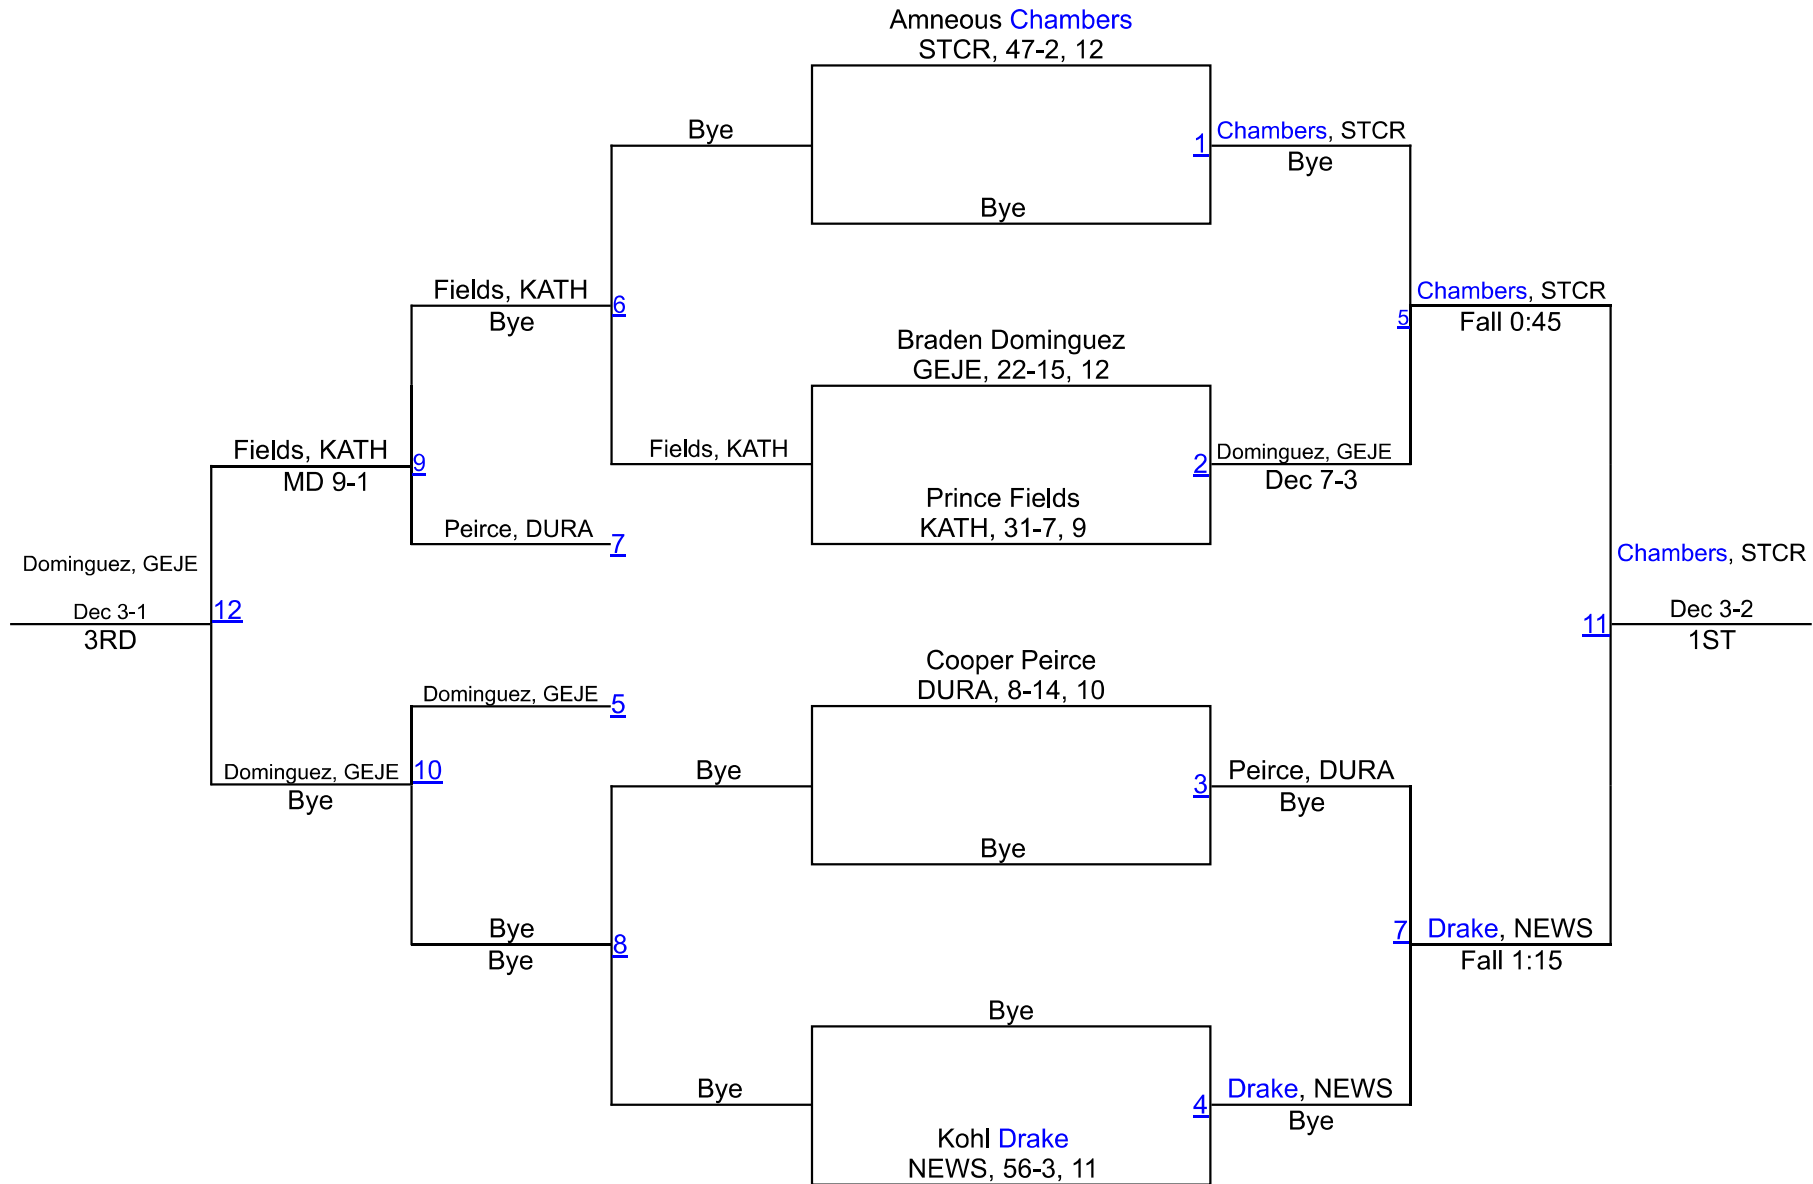 Amneous Chambers
STCR, 47-2, 12
Bye
1
Chambers, STCR
Bye
Bye
Fields, KATH
Bye
6
Chambers, STCR
Fall 0:45
5
Braden Dominguez
GEJE, 22-15, 12
Fields, KATH
MD 9-1
9
Fields, KATH
2
Dominguez, GEJE
Dec 7-3
Prince Fields
KATH, 31-7, 9
Peirce, DURA
7
Dominguez, GEJE
Dec 3-1
3RD
12
Chambers, STCR
Dec 3-2
1ST
11
Cooper Peirce
DURA, 8-14, 10
Dominguez, GEJE
5
Dominguez, GEJE
Bye
10
Bye
3
Peirce, DURA
Bye
Bye
Bye
Bye
8
7
Drake, NEWS
Fall 1:15
Bye
Bye
4
Drake, NEWS
Bye
Kohl Drake
NEWS, 56-3, 11